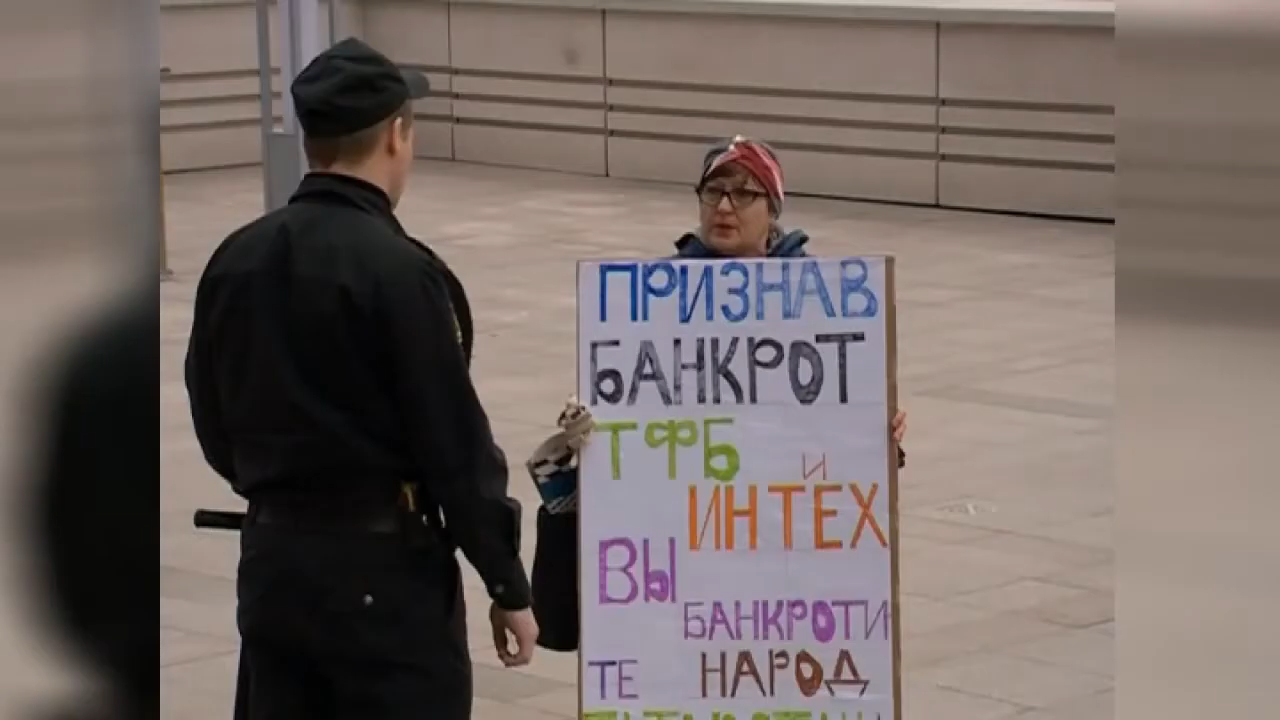 ПРИЗНАВ
БАНКРОТ
ТФБ И
ИНТЕХ
ВЫ
БАНКРОТИ
ТЕ НАРОД